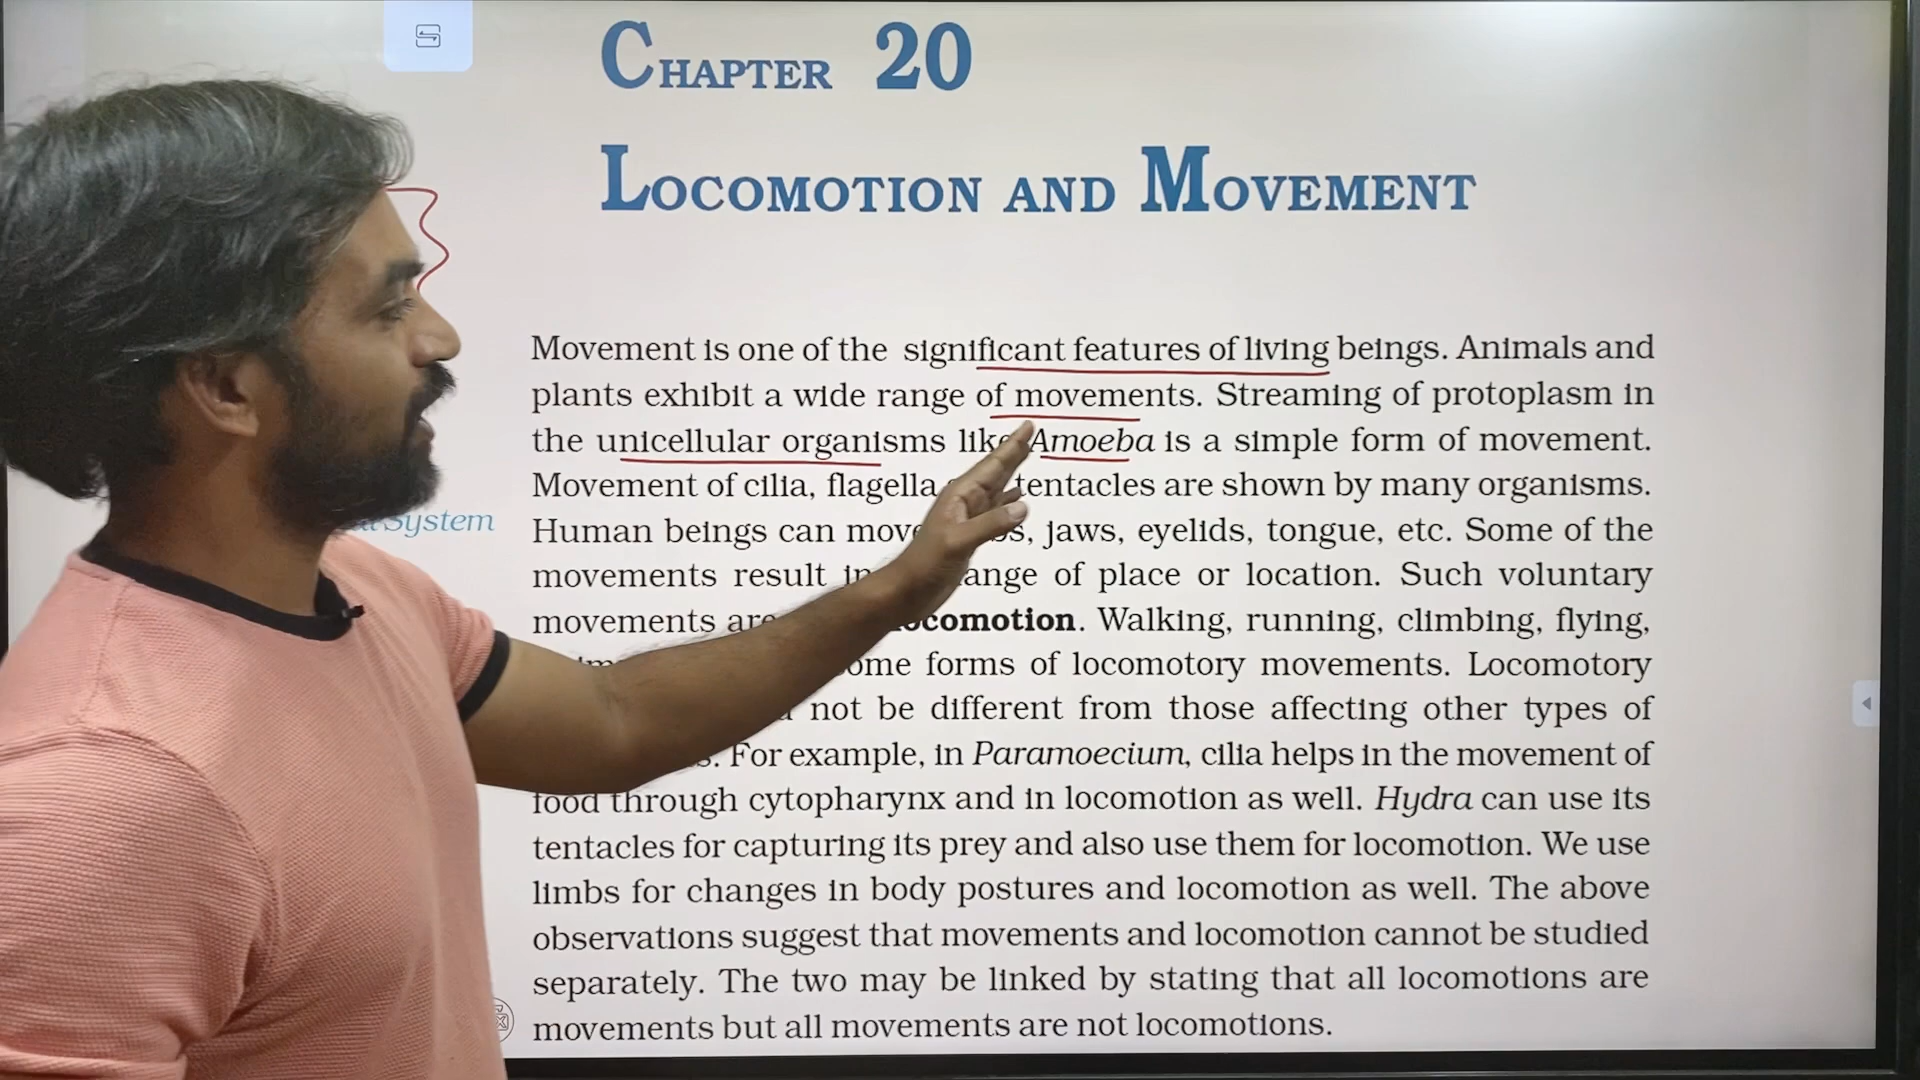 CHAPTER 20
LOCOMOTION AND MOVEMENT
Movement is one of the significant features of living beings. Animals and
plants exhibit a wide range of movements. Streaming of protoplasm in
the unicellular organisms like Amoeba is a simple form of movement.
Movement of cilia, flagella tentacles are shown by many organisms.
System
Human beings can move jaws, eyelids, tongue, etc. Some of the
movements result in of place or location. Such voluntary
movements are locomotion. Walking, running, climbing, flying,
forms of locomotory movements. Locomotory
not be different from those affecting other types of
For example, in Paramoecium, cilia helps in the movement of
food through cytopharynx and in locomotion as well. Hydra can use its
tentacles for capturing its prey and also use them for locomotion. We use
limbs for changes in body postures and locomotion as well. The above
observations suggest that movements and locomotion cannot be studied
separately. The two may be linked by stating that all locomotions are
movements but all movements are not locomotions.